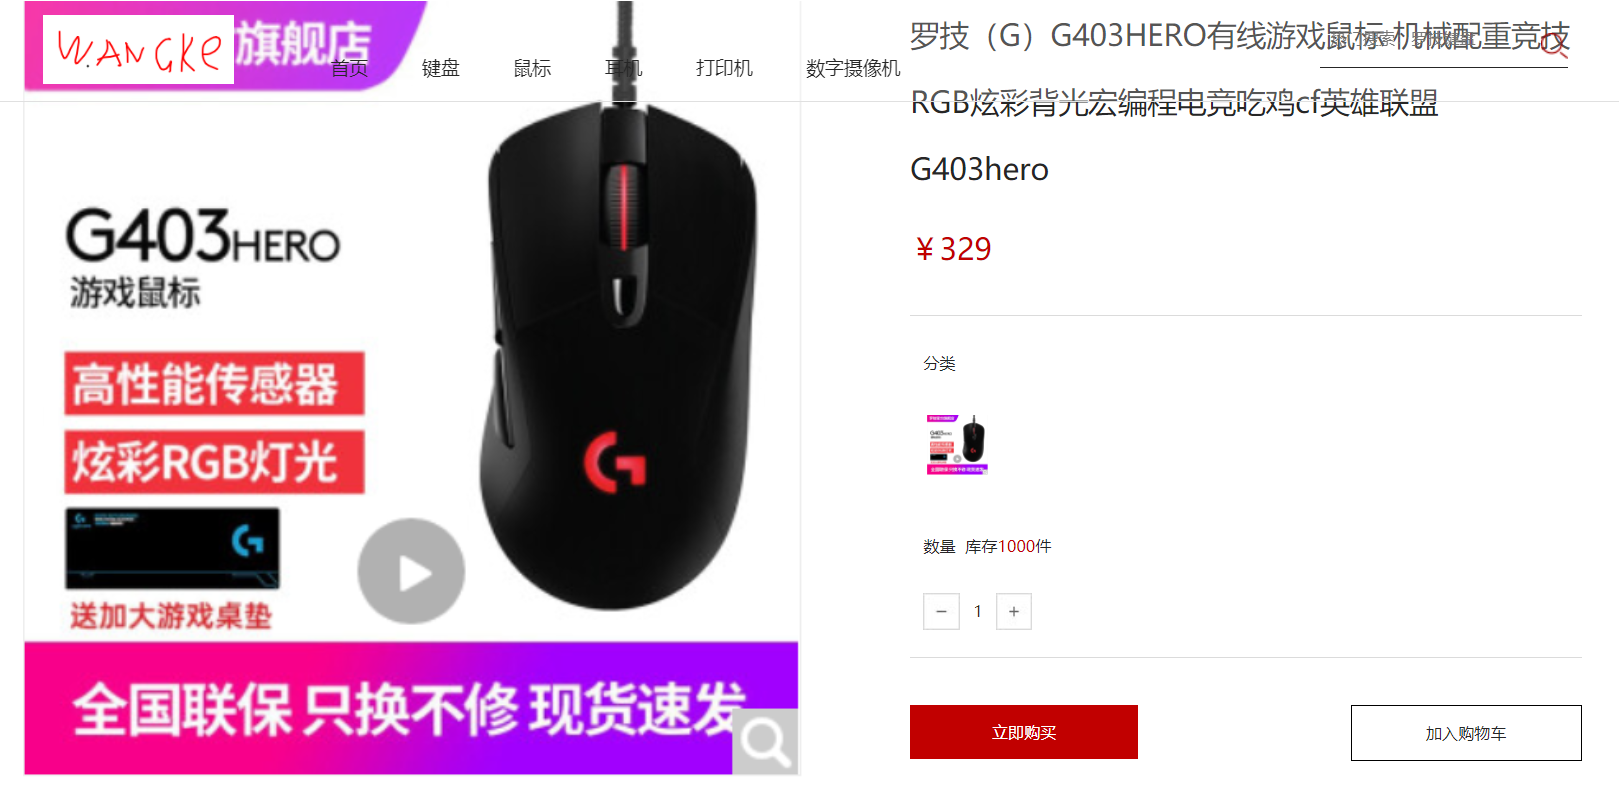 WANGKE
旗舰店
首页 键盘 鼠标 耳机 打印机 数字摄像机
罗技（G）G403HERO有线游戏鼠标 机械配重竞技
RGB炫彩背光宏编程电竞吃鸡cf英雄联盟
G403hero
¥329
分类
数量 库存1000件
− 1 +
立即购买
加入购物车
G403HERO
游戏鼠标
高性能传感器
炫彩RGB灯光
送加大游戏桌垫
全国联保 只换不修 现货速发